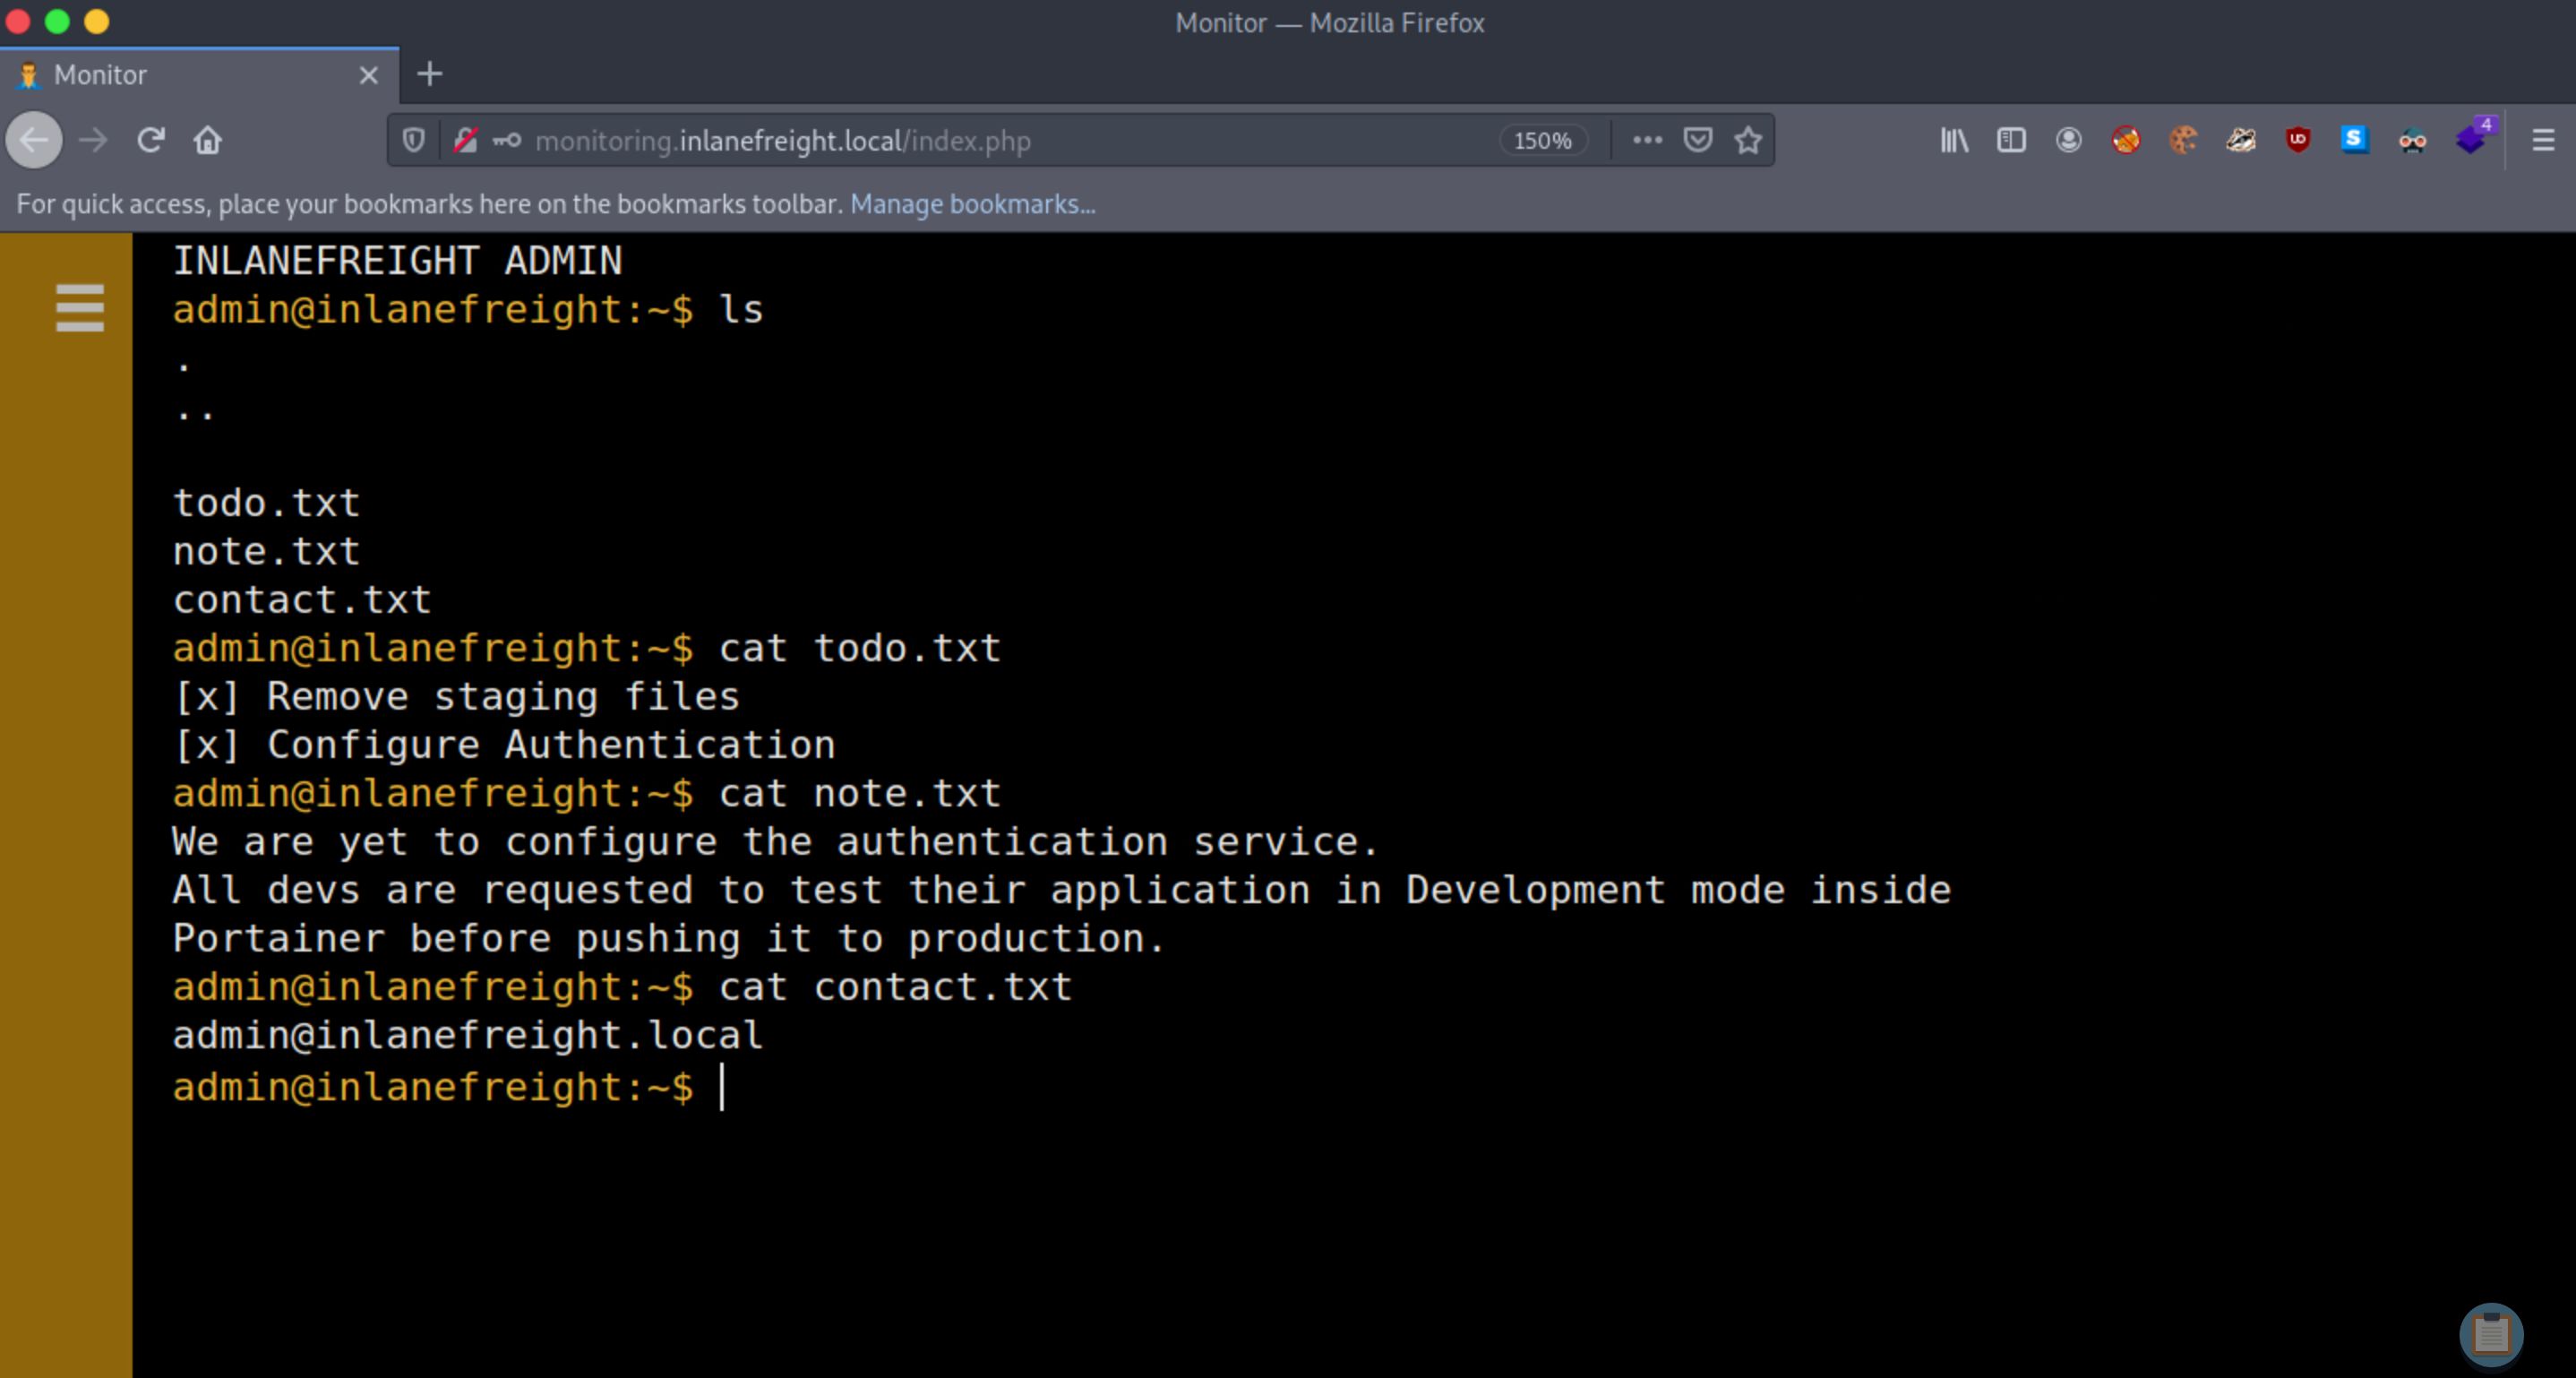 Monitor — Mozilla Firefox
Monitor
monitoring.inlanefreight.local/index.php
150%
4
For quick access, place your bookmarks here on the bookmarks toolbar. Manage bookmarks...
INLANEFREIGHT ADMIN
admin@inlanefreight:~$ ls
.
..
todo.txt
note.txt
contact.txt
admin@inlanefreight:~$ cat todo.txt
[x] Remove staging files
[x] Configure Authentication
admin@inlanefreight:~$ cat note.txt
We are yet to configure the authentication service.
All devs are requested to test their application in Development mode inside
Portainer before pushing it to production.
admin@inlanefreight:~$ cat contact.txt
admin@inlanefreight.local
admin@inlanefreight:~$